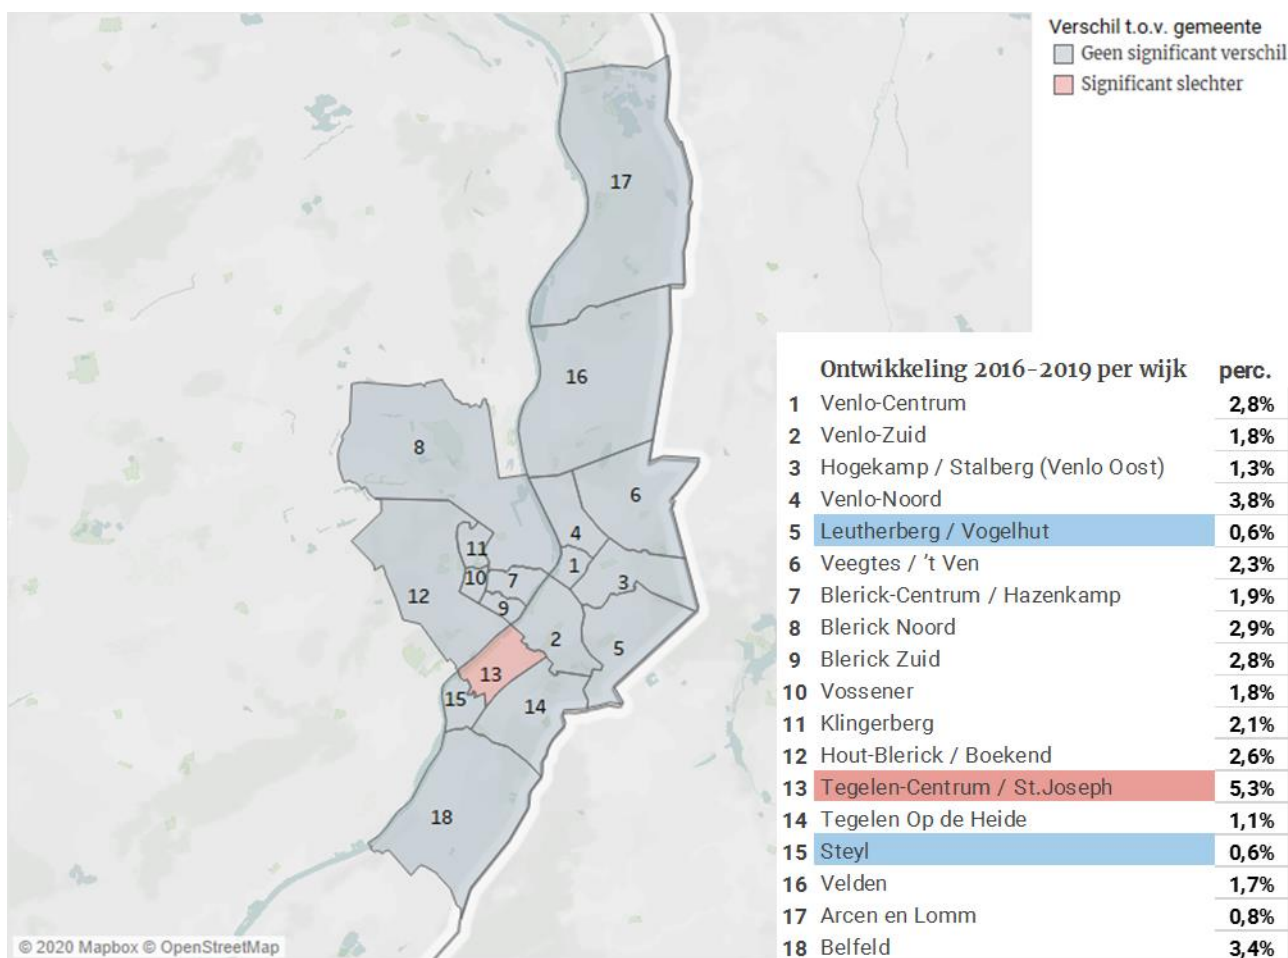 Verschil t.o.v. gemeente
Geen significant verschil
Significant slechter
17
16
8
6
4
11
1
10
7
3
12
9
2
5
13
15
14
18
Ontwikkeling 2016-2019 per wijk perc.
1 Venlo-Centrum 2,8%
2 Venlo-Zuid 1,8%
3 Hogekamp / Stalberg (Venlo Oost) 1,3%
4 Venlo-Noord 3,8%
5 Leutherberg / Vogelhut 0,6%
6 Veegtes / 't Ven 2,3%
7 Blerick-Centrum / Hazenkamp 1,9%
8 Blerick Noord 2,9%
9 Blerick Zuid 2,8%
10 Vossener 1,8%
11 Klingerberg 2,1%
12 Hout-Blerick / Boekend 2,6%
13 Tegelen-Centrum / St.Joseph 5,3%
14 Tegelen Op de Heide 1,1%
15 Steyl 0,6%
16 Velden 1,7%
17 Arcen en Lomm 0,8%
18 Belfeld 3,4%
© 2020 Mapbox © OpenStreetMap